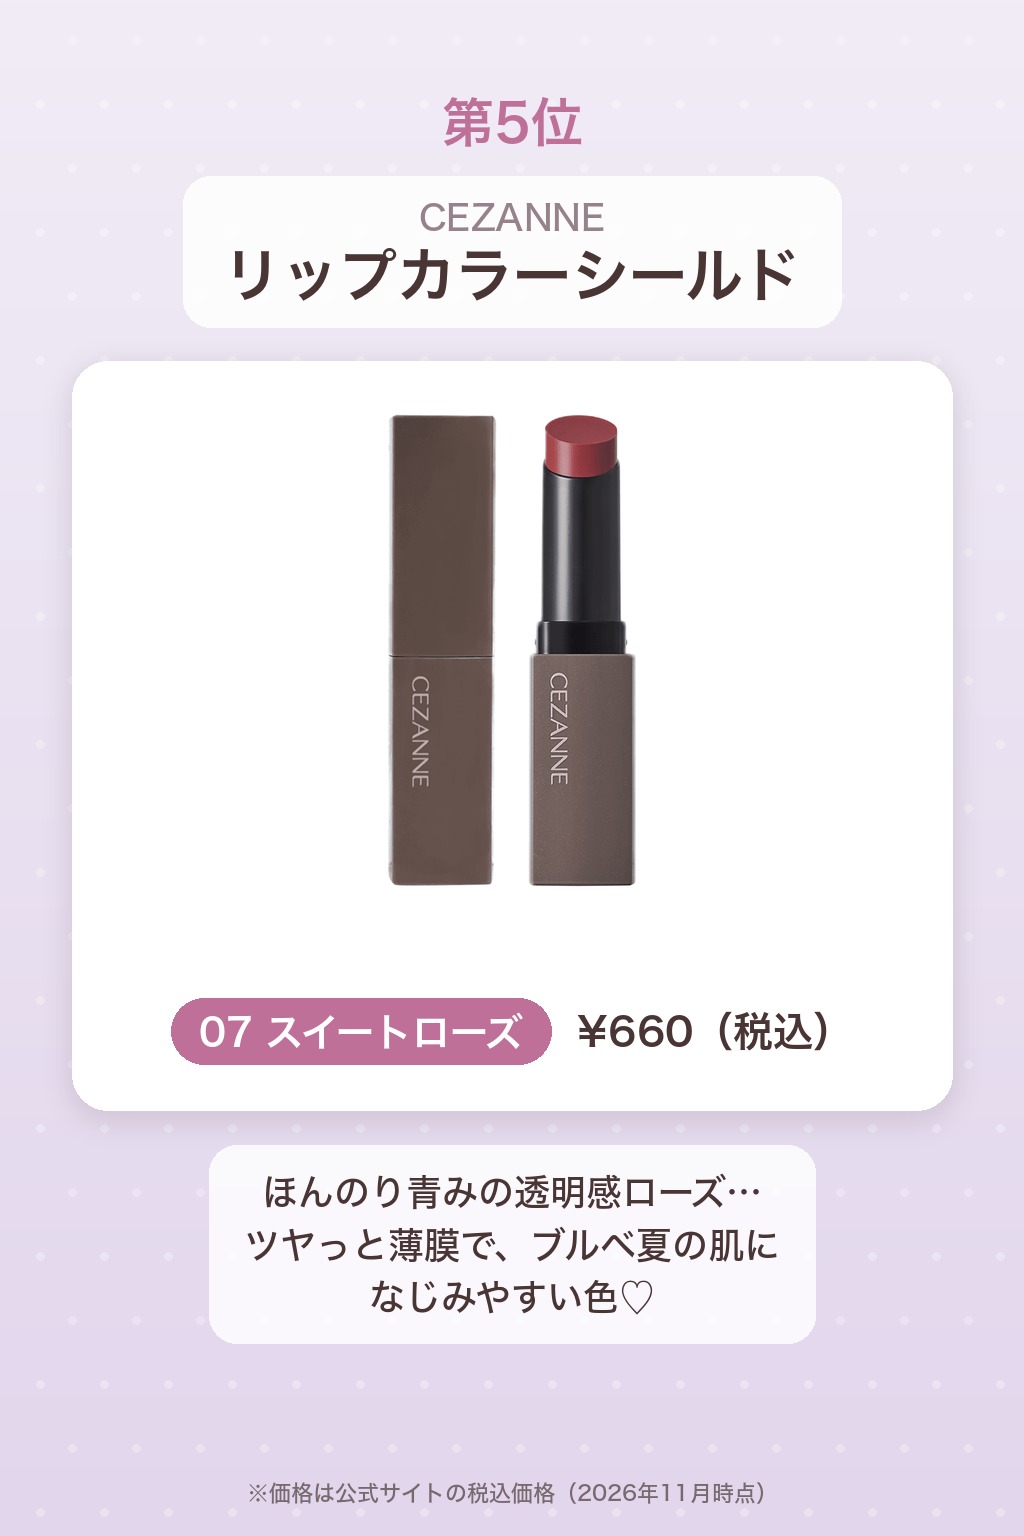 第5位
CEZANNE
リップカラーシールド
CEZANNE
CEZANNE
07 スイートローズ
¥660（税込）
ほんのり青みの透明感ローズ…
ツヤっと薄膜で、ブルベ夏の肌に
なじみやすい色♡
※価格は公式サイトの税込価格（2026年11月時点）